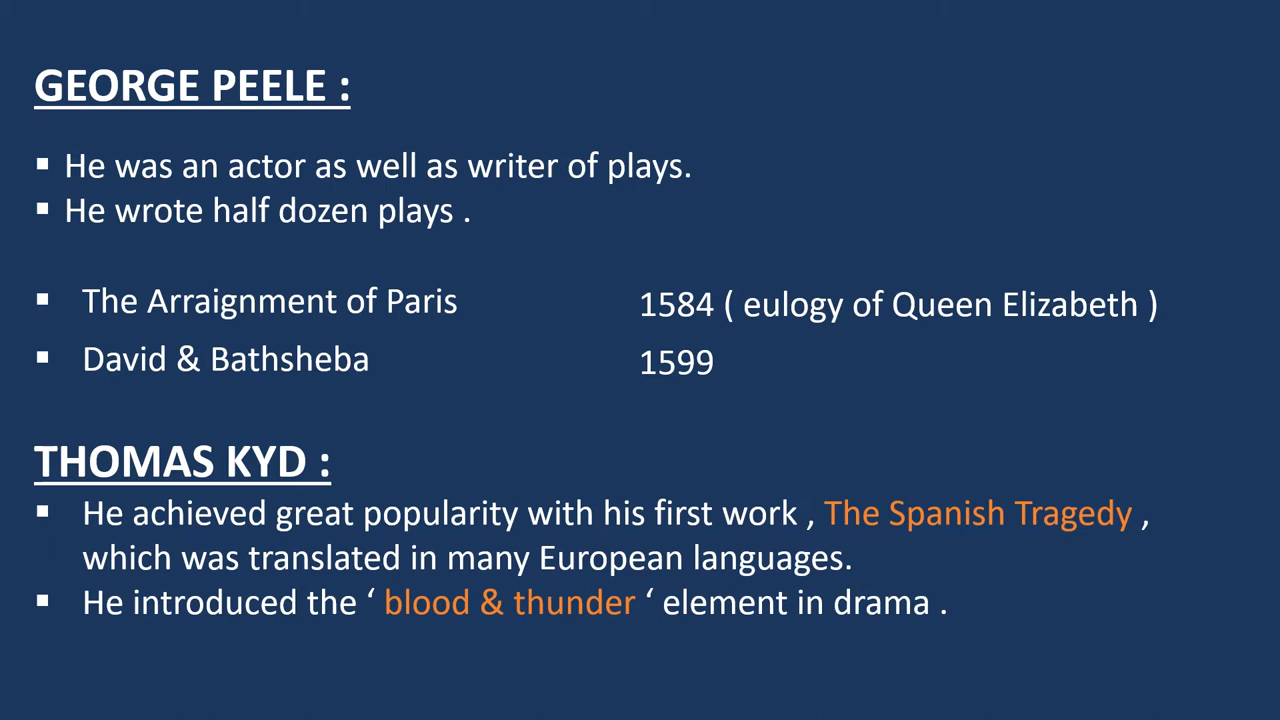 GEORGE PEELE :
▪ He was an actor as well as writer of plays.
▪ He wrote half dozen plays .
▪ The Arraignment of Paris 1584 ( eulogy of Queen Elizabeth )
▪ David & Bathsheba 1599
THOMAS KYD :
▪ He achieved great popularity with his first work , The Spanish Tragedy ,
which was translated in many European languages.
▪ He introduced the ‘ blood & thunder ‘ element in drama .